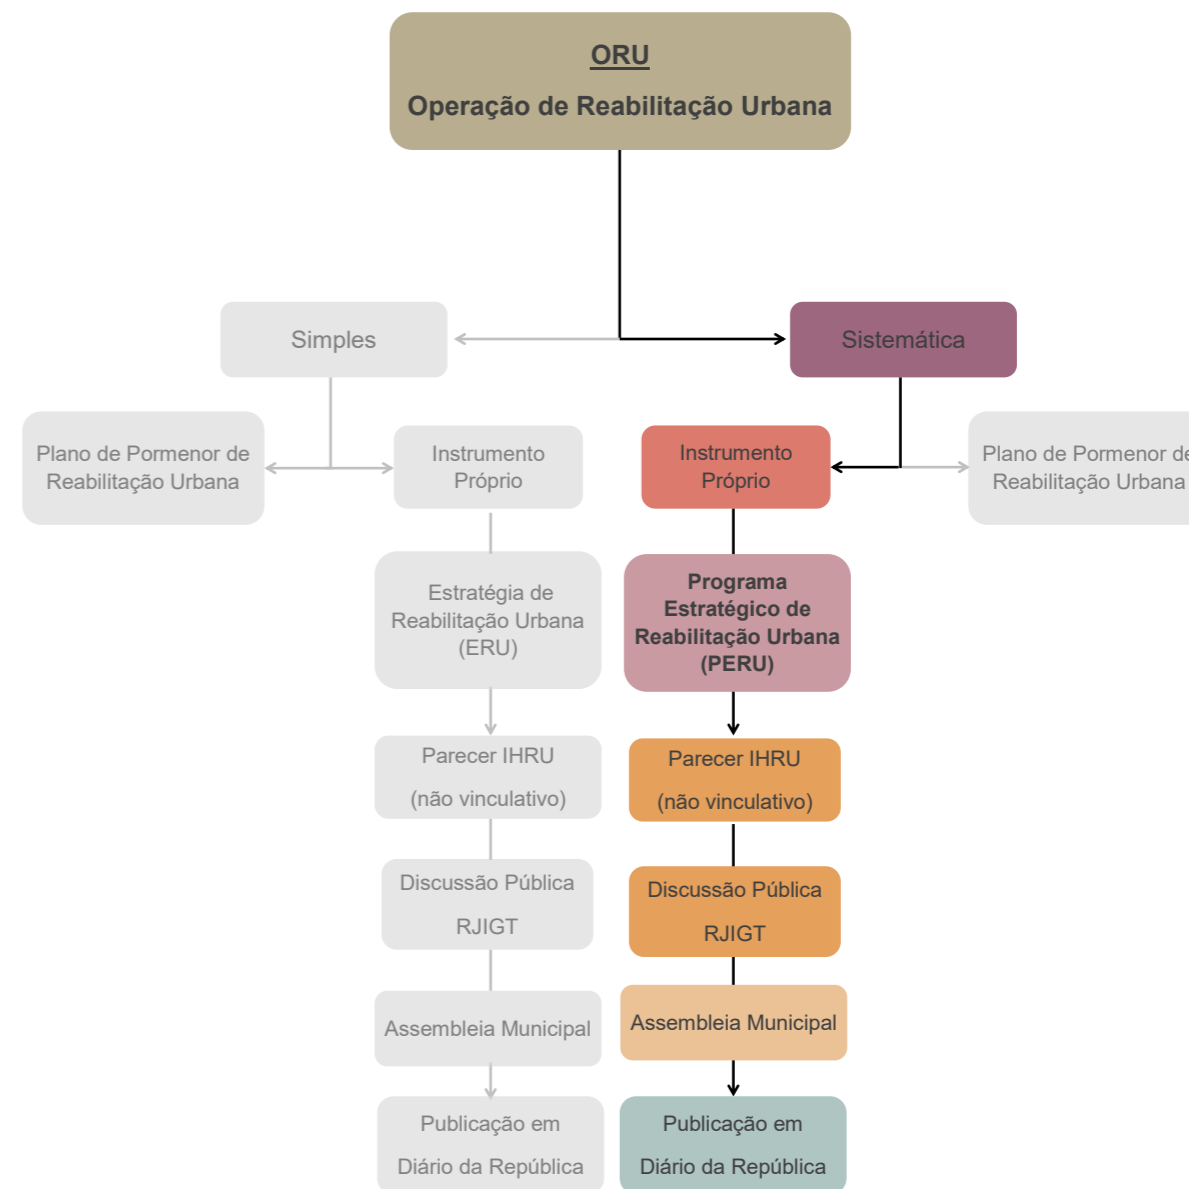 ORU
Operação de Reabilitação Urbana
Simples
Sistemática
Plano de Pormenor de
Reabilitação Urbana
Instrumento
Próprio
Instrumento
Próprio
Plano de Pormenor de
Reabilitação Urbana
Estratégia de
Reabilitação Urbana
(ERU)
Programa
Estratégico de
Reabilitação Urbana
(PERU)
Parecer IHRU
(não vinculativo)
Parecer IHRU
(não vinculativo)
Discussão Pública
RJIGT
Discussão Pública
RJIGT
Assembleia Municipal
Assembleia Municipal
Publicação em
Diário da República
Publicação em
Diário da República